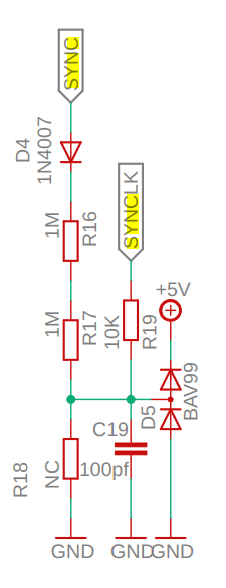 SYNC
D4
1N4007
1M
R16
SYNCLK
+5V
1M
R17
10K
R19
BAV99
D5
C19
100pf
R18
NC
GND
GND
GND